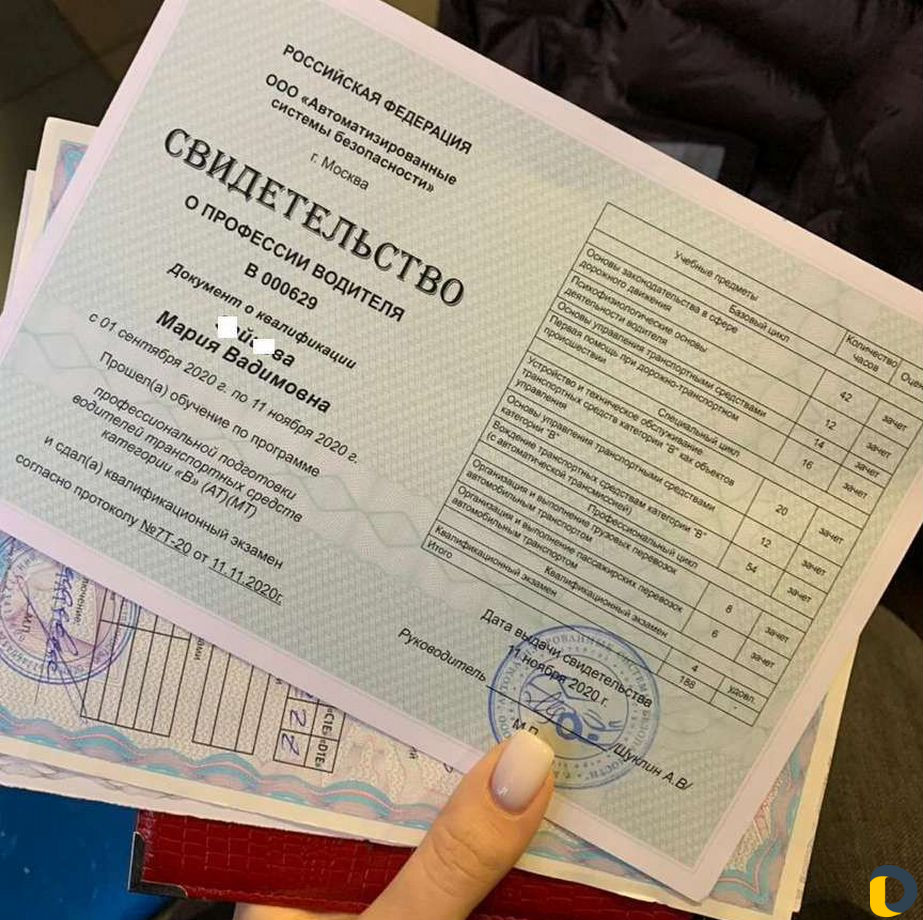 РОССИЙСКАЯ ФЕДЕРАЦИЯ
ООО «Автоматизированные
системы безопасности»
г. Москва
СВИДЕТЕЛЬСТВО
О ПРОФЕССИИ ВОДИТЕЛЯ
В 000629
Документ о квалификации
Мария Вадимовна
с 01 сентября 2020 г. по 11 ноября 2020 г.
Прошел(а) обучение по программе
профессиональной подготовки
водителей транспортных средств
категории «В» (АТ)(МТ)
и сдал(а) квалификационный экзамен
согласно протоколу №7Т-20 от 11.11.2020г.
Учебные предметы Количество часов
Базовый цикл
Основы законодательства в сфере
дорожного движения 42 зачет
Психофизиологические основы
деятельности водителя 12 зачет
Основы управления транспортными средствами 14 зачет
Первая помощь при дорожно-транспортном
происшествии 16 зачет
Специальный цикл
Устройство и техническое обслуживание
транспортных средств категории "В" как объектов
управления 20 зачет
Основы управления транспортными средствами
категории "В" 12 зачет
Вождение транспортных средств категории "В"
(с автоматической трансмиссией) 54 зачет
Профессиональный цикл
Организация и выполнение грузовых перевозок
автомобильным транспортом 8 зачет
Организация и выполнение пассажирских перевозок
автомобильным транспортом 6 зачет
Квалификационный экзамен
Квалификационный экзамен 4 удовл.
Итого 188 -
Дата выдачи свидетельства
11 ноября 2020 г.
Руководитель /Шуклин А.В/
М.П.